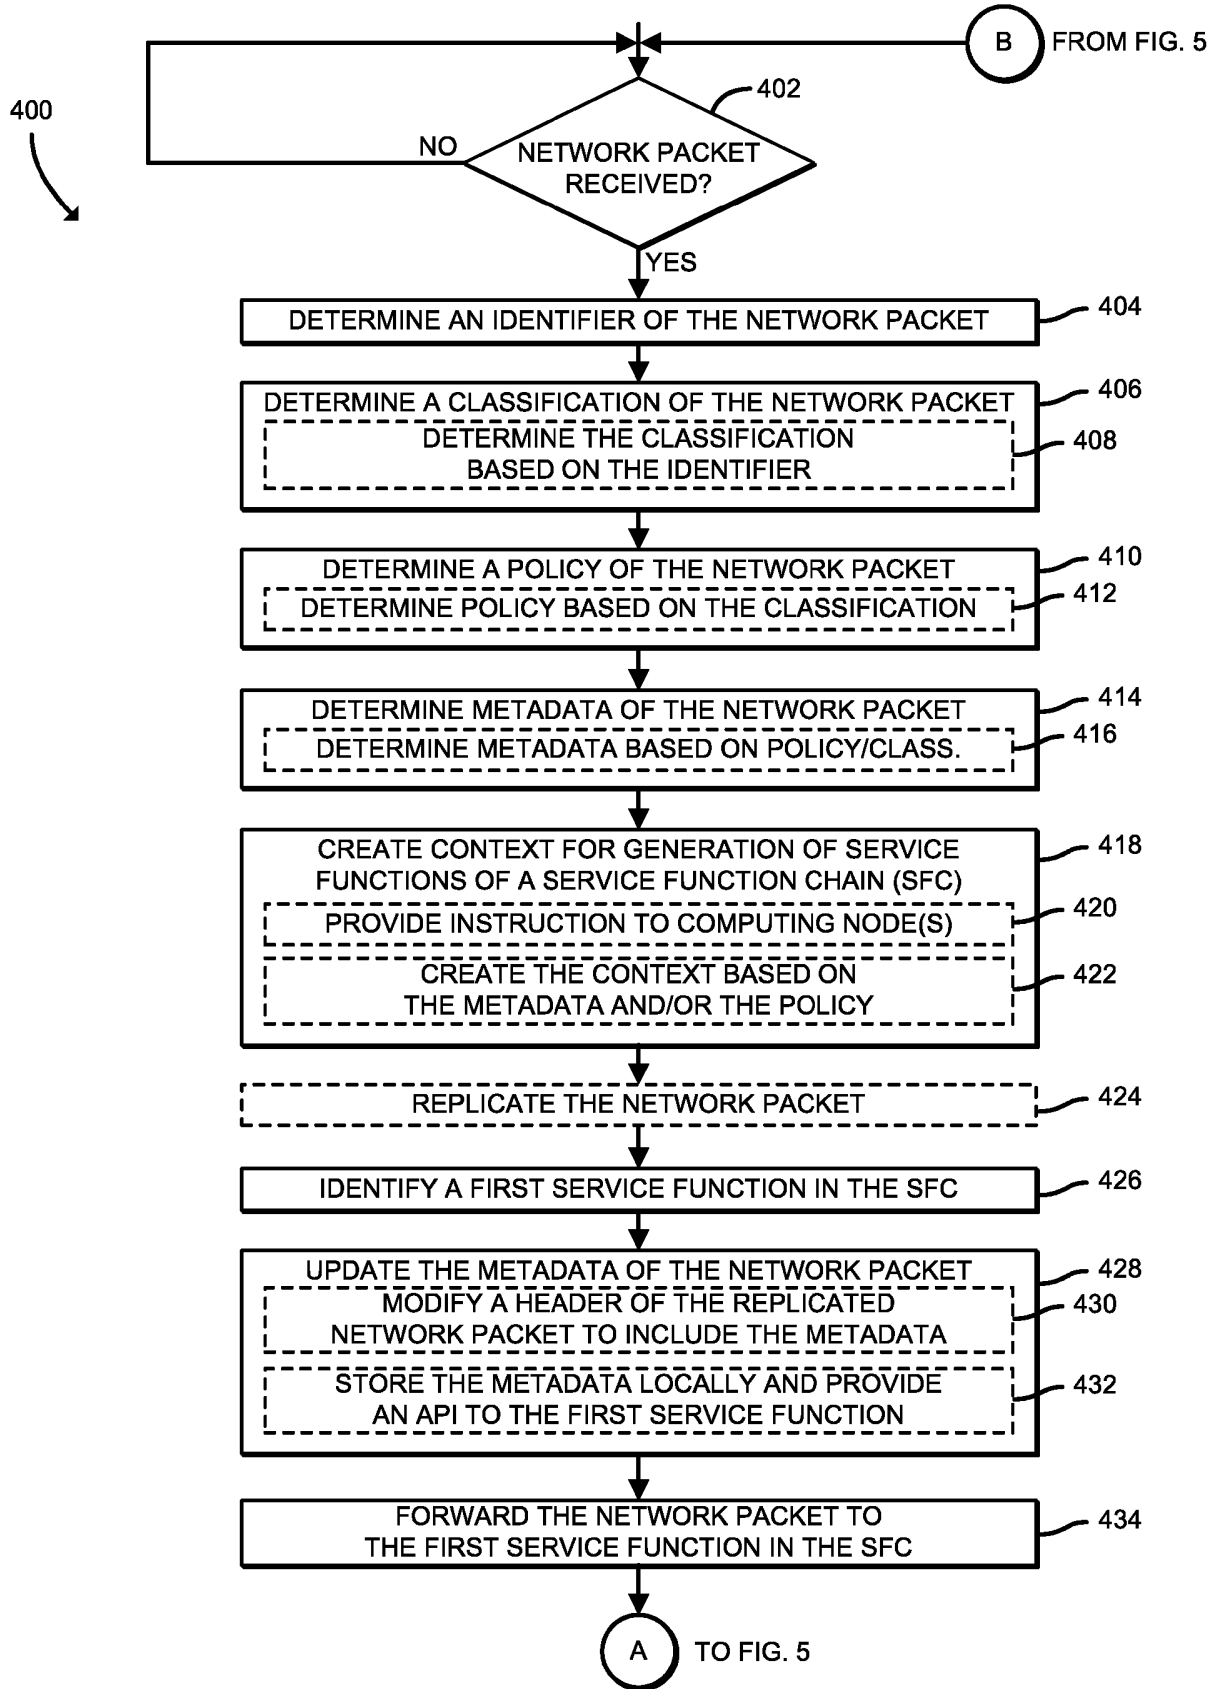 B FROM FIG. 5
400
402
NO
NETWORK PACKET
RECEIVED?
YES
DETERMINE AN IDENTIFIER OF THE NETWORK PACKET
404
DETERMINE A CLASSIFICATION OF THE NETWORK PACKET
406
DETERMINE THE CLASSIFICATION
BASED ON THE IDENTIFIER
408
DETERMINE A POLICY OF THE NETWORK PACKET
410
DETERMINE POLICY BASED ON THE CLASSIFICATION
412
DETERMINE METADATA OF THE NETWORK PACKET
414
DETERMINE METADATA BASED ON POLICY/CLASS.
416
CREATE CONTEXT FOR GENERATION OF SERVICE
FUNCTIONS OF A SERVICE FUNCTION CHAIN (SFC)
418
PROVIDE INSTRUCTION TO COMPUTING NODE(S)
420
CREATE THE CONTEXT BASED ON
THE METADATA AND/OR THE POLICY
422
REPLICATE THE NETWORK PACKET
424
IDENTIFY A FIRST SERVICE FUNCTION IN THE SFC
426
UPDATE THE METADATA OF THE NETWORK PACKET
428
MODIFY A HEADER OF THE REPLICATED
NETWORK PACKET TO INCLUDE THE METADATA
430
STORE THE METADATA LOCALLY AND PROVIDE
AN API TO THE FIRST SERVICE FUNCTION
432
FORWARD THE NETWORK PACKET TO
THE FIRST SERVICE FUNCTION IN THE SFC
434
A TO FIG. 5